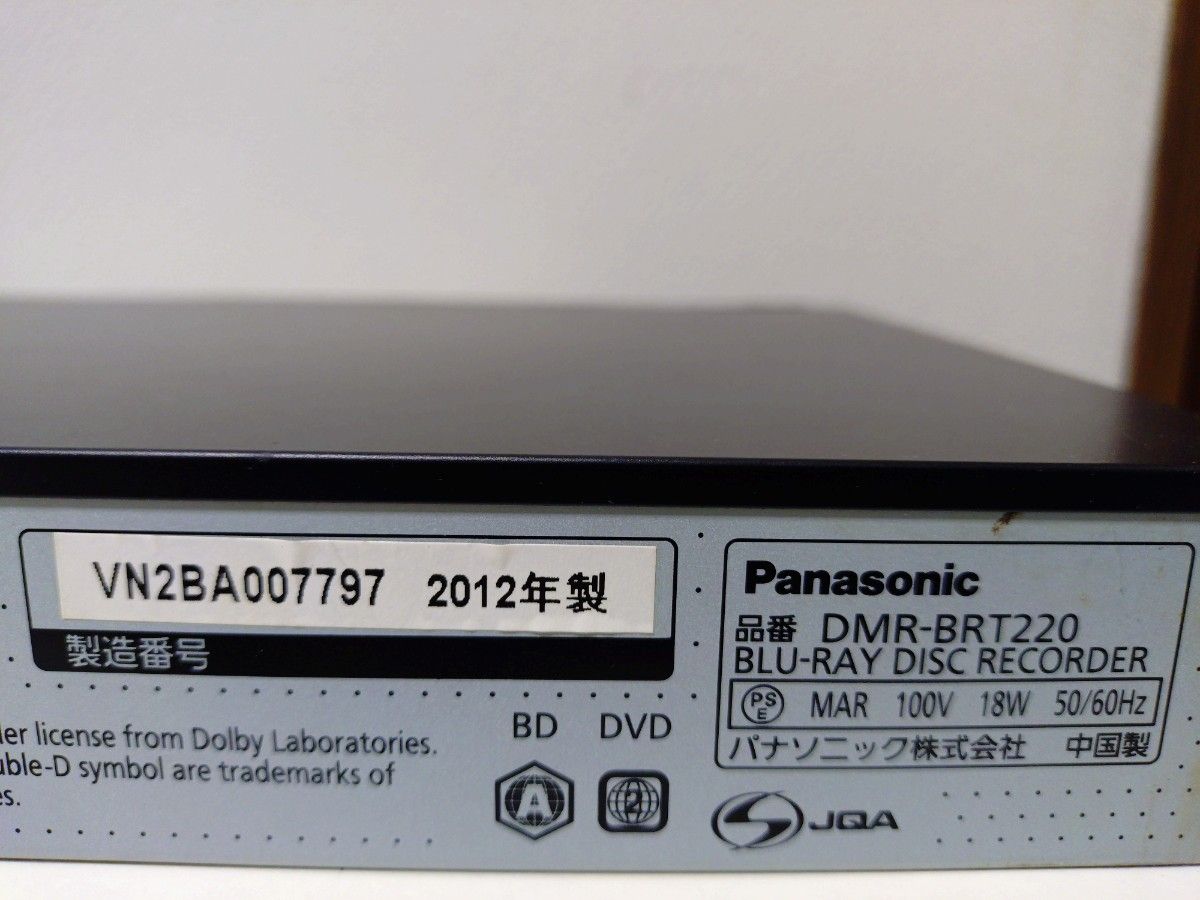 VN2BA007797 2012年製
製造番号
der license from Dolby Laboratories.
uble-D symbol are trademarks of
es.
BD DVD
A 2
Panasonic
品番 DMR-BRT220
BLU-RAY DISC RECORDER
PSE MAR 100V 18W 50/60Hz
パナソニック株式会社 中国製
JQA